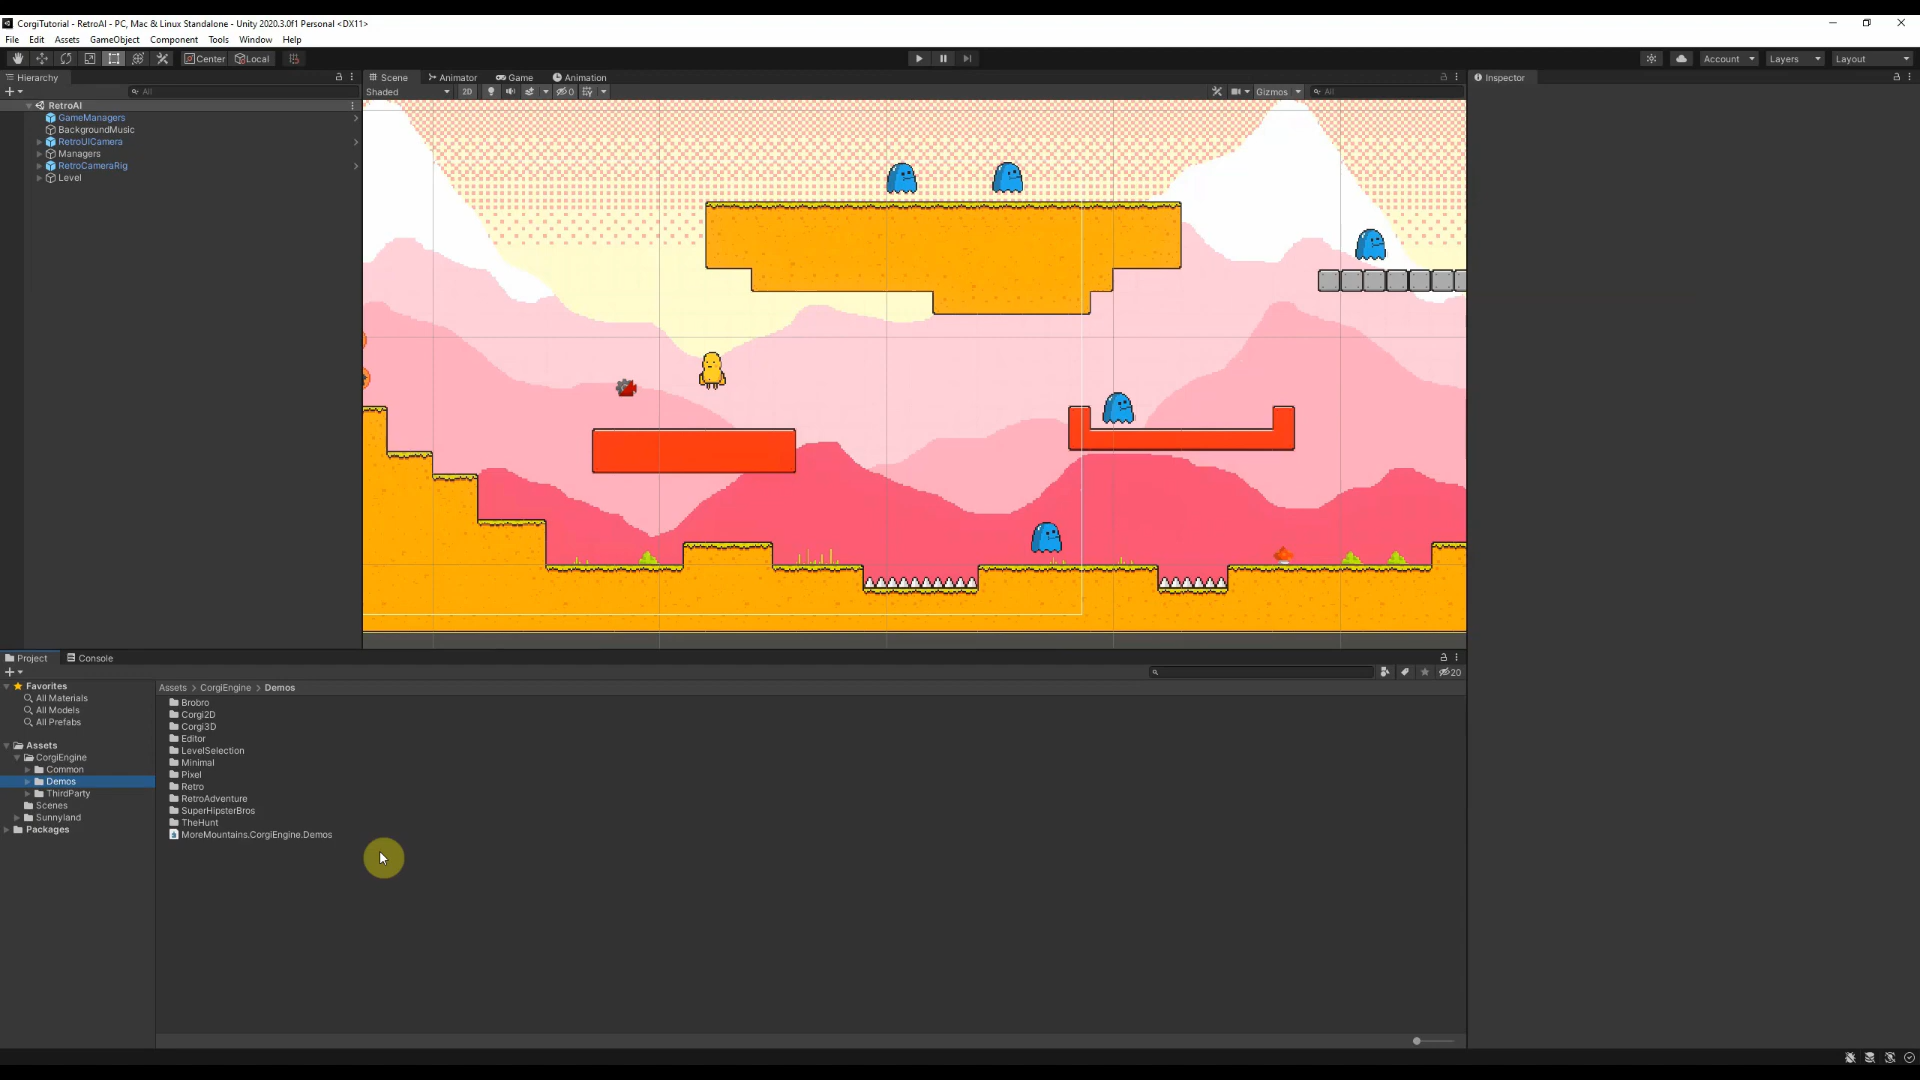 CorgiTutorial - RetroAI - PC, Mac & Linux Standalone - Unity 2020.3.0f1 Personal <DX11>
File Edit Assets GameObject Component Tools Window Help
Center Local Account Layers Layout
Hierarchy
All
RetroAI
GameManagers
BackgroundMusic
RetroUICamera
Managers
RetroCameraRig
Level
Scene Animator Game Animation
Shaded 2D 0 Gizmos All
Inspector
Project Console
20
Favorites
All Materials
All Models
All Prefabs
Assets
CorgiEngine
Common
Demos
ThirdParty
Scenes
Sunnyland
Packages
Assets > CorgiEngine > Demos
Brobro
Corgi2D
Corgi3D
Editor
LevelSelection
Minimal
Pixel
Retro
RetroAdventure
SuperHipsterBros
TheHunt
MoreMountains.CorgiEngine.Demos